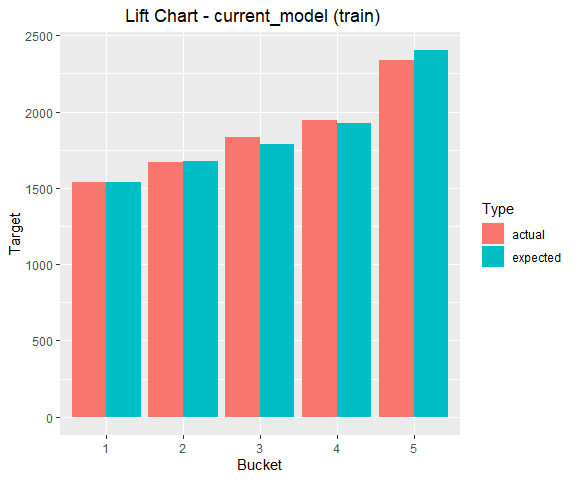 Lift Chart - current_model (train)
2500
2000
1500
1000
500
0
Target
1 2 3 4 5
Bucket
Type
actual
expected